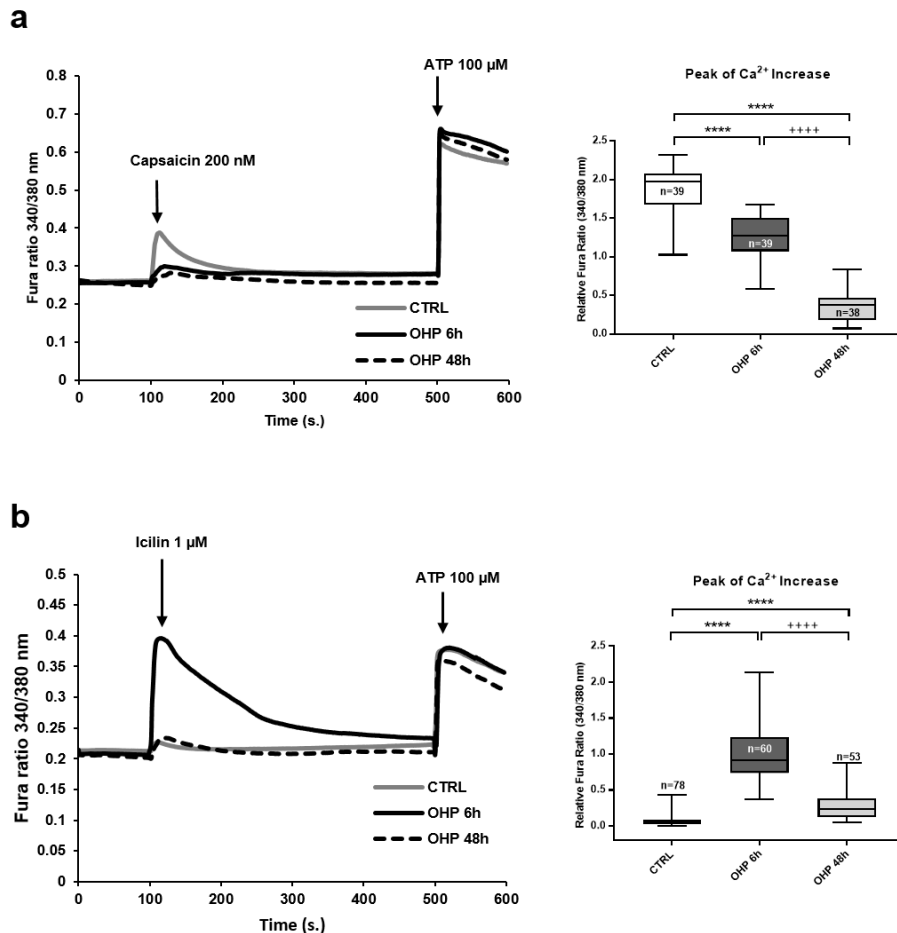 a
Fura ratio 340/380 nm
0.8
0.7
0.6
0.5
0.4
0.3
0.2
0.1
0
Capsaicin 200 nM
ATP 100 µM
CTRL
OHP 6h
OHP 48h
0 100 200 300 400 500 600
Time (s.)
Peak of Ca²⁺ Increase
****
**** ++++
Relative Fura Ratio (340/380 nm)
2.5
2.0
1.5
1.0
0.5
0.0
n=39
n=39
n=38
CTRL
OHP 6h
OHP 48h
b
Fura ratio 340/380 nm
0.5
0.45
0.4
0.35
0.3
0.25
0.2
0.15
0.1
0.05
0
Icilin 1 µM
ATP 100 µM
CTRL
OHP 6h
OHP 48h
0 100 200 300 400 500 600
Time (s.)
Peak of Ca²⁺ Increase
****
**** ++++
Relative Fura Ratio (340/380 nm)
2.5
2.0
1.5
1.0
0.5
0.0
n=78
n=60
n=53
CTRL
OHP 6h
OHP 48h